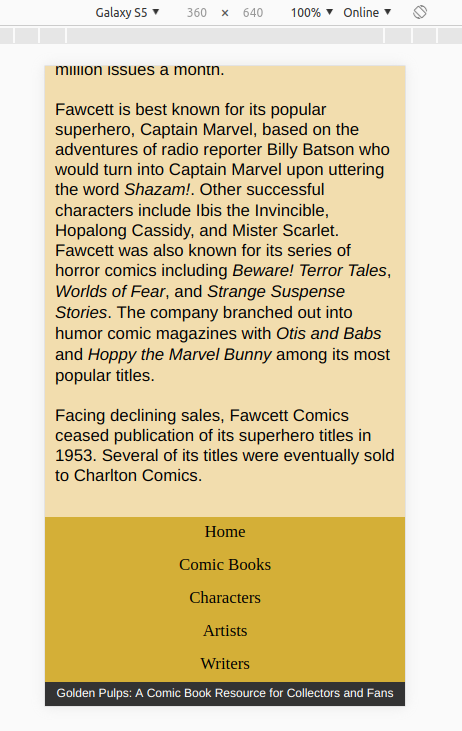 Galaxy S5 ▼ 360 × 640 100% ▼ Online ▼
million issues a month.
Fawcett is best known for its popular
superhero, Captain Marvel, based on the
adventures of radio reporter Billy Batson who
would turn into Captain Marvel upon uttering
the word Shazam!. Other successful
characters include Ibis the Invincible,
Hopalong Cassidy, and Mister Scarlet.
Fawcett was also known for its series of
horror comics including Beware! Terror Tales,
Worlds of Fear, and Strange Suspense
Stories. The company branched out into
humor comic magazines with Otis and Babs
and Hoppy the Marvel Bunny among its most
popular titles.
Facing declining sales, Fawcett Comics
ceased publication of its superhero titles in
1953. Several of its titles were eventually sold
to Charlton Comics.
Home
Comic Books
Characters
Artists
Writers
Golden Pulps: A Comic Book Resource for Collectors and Fans